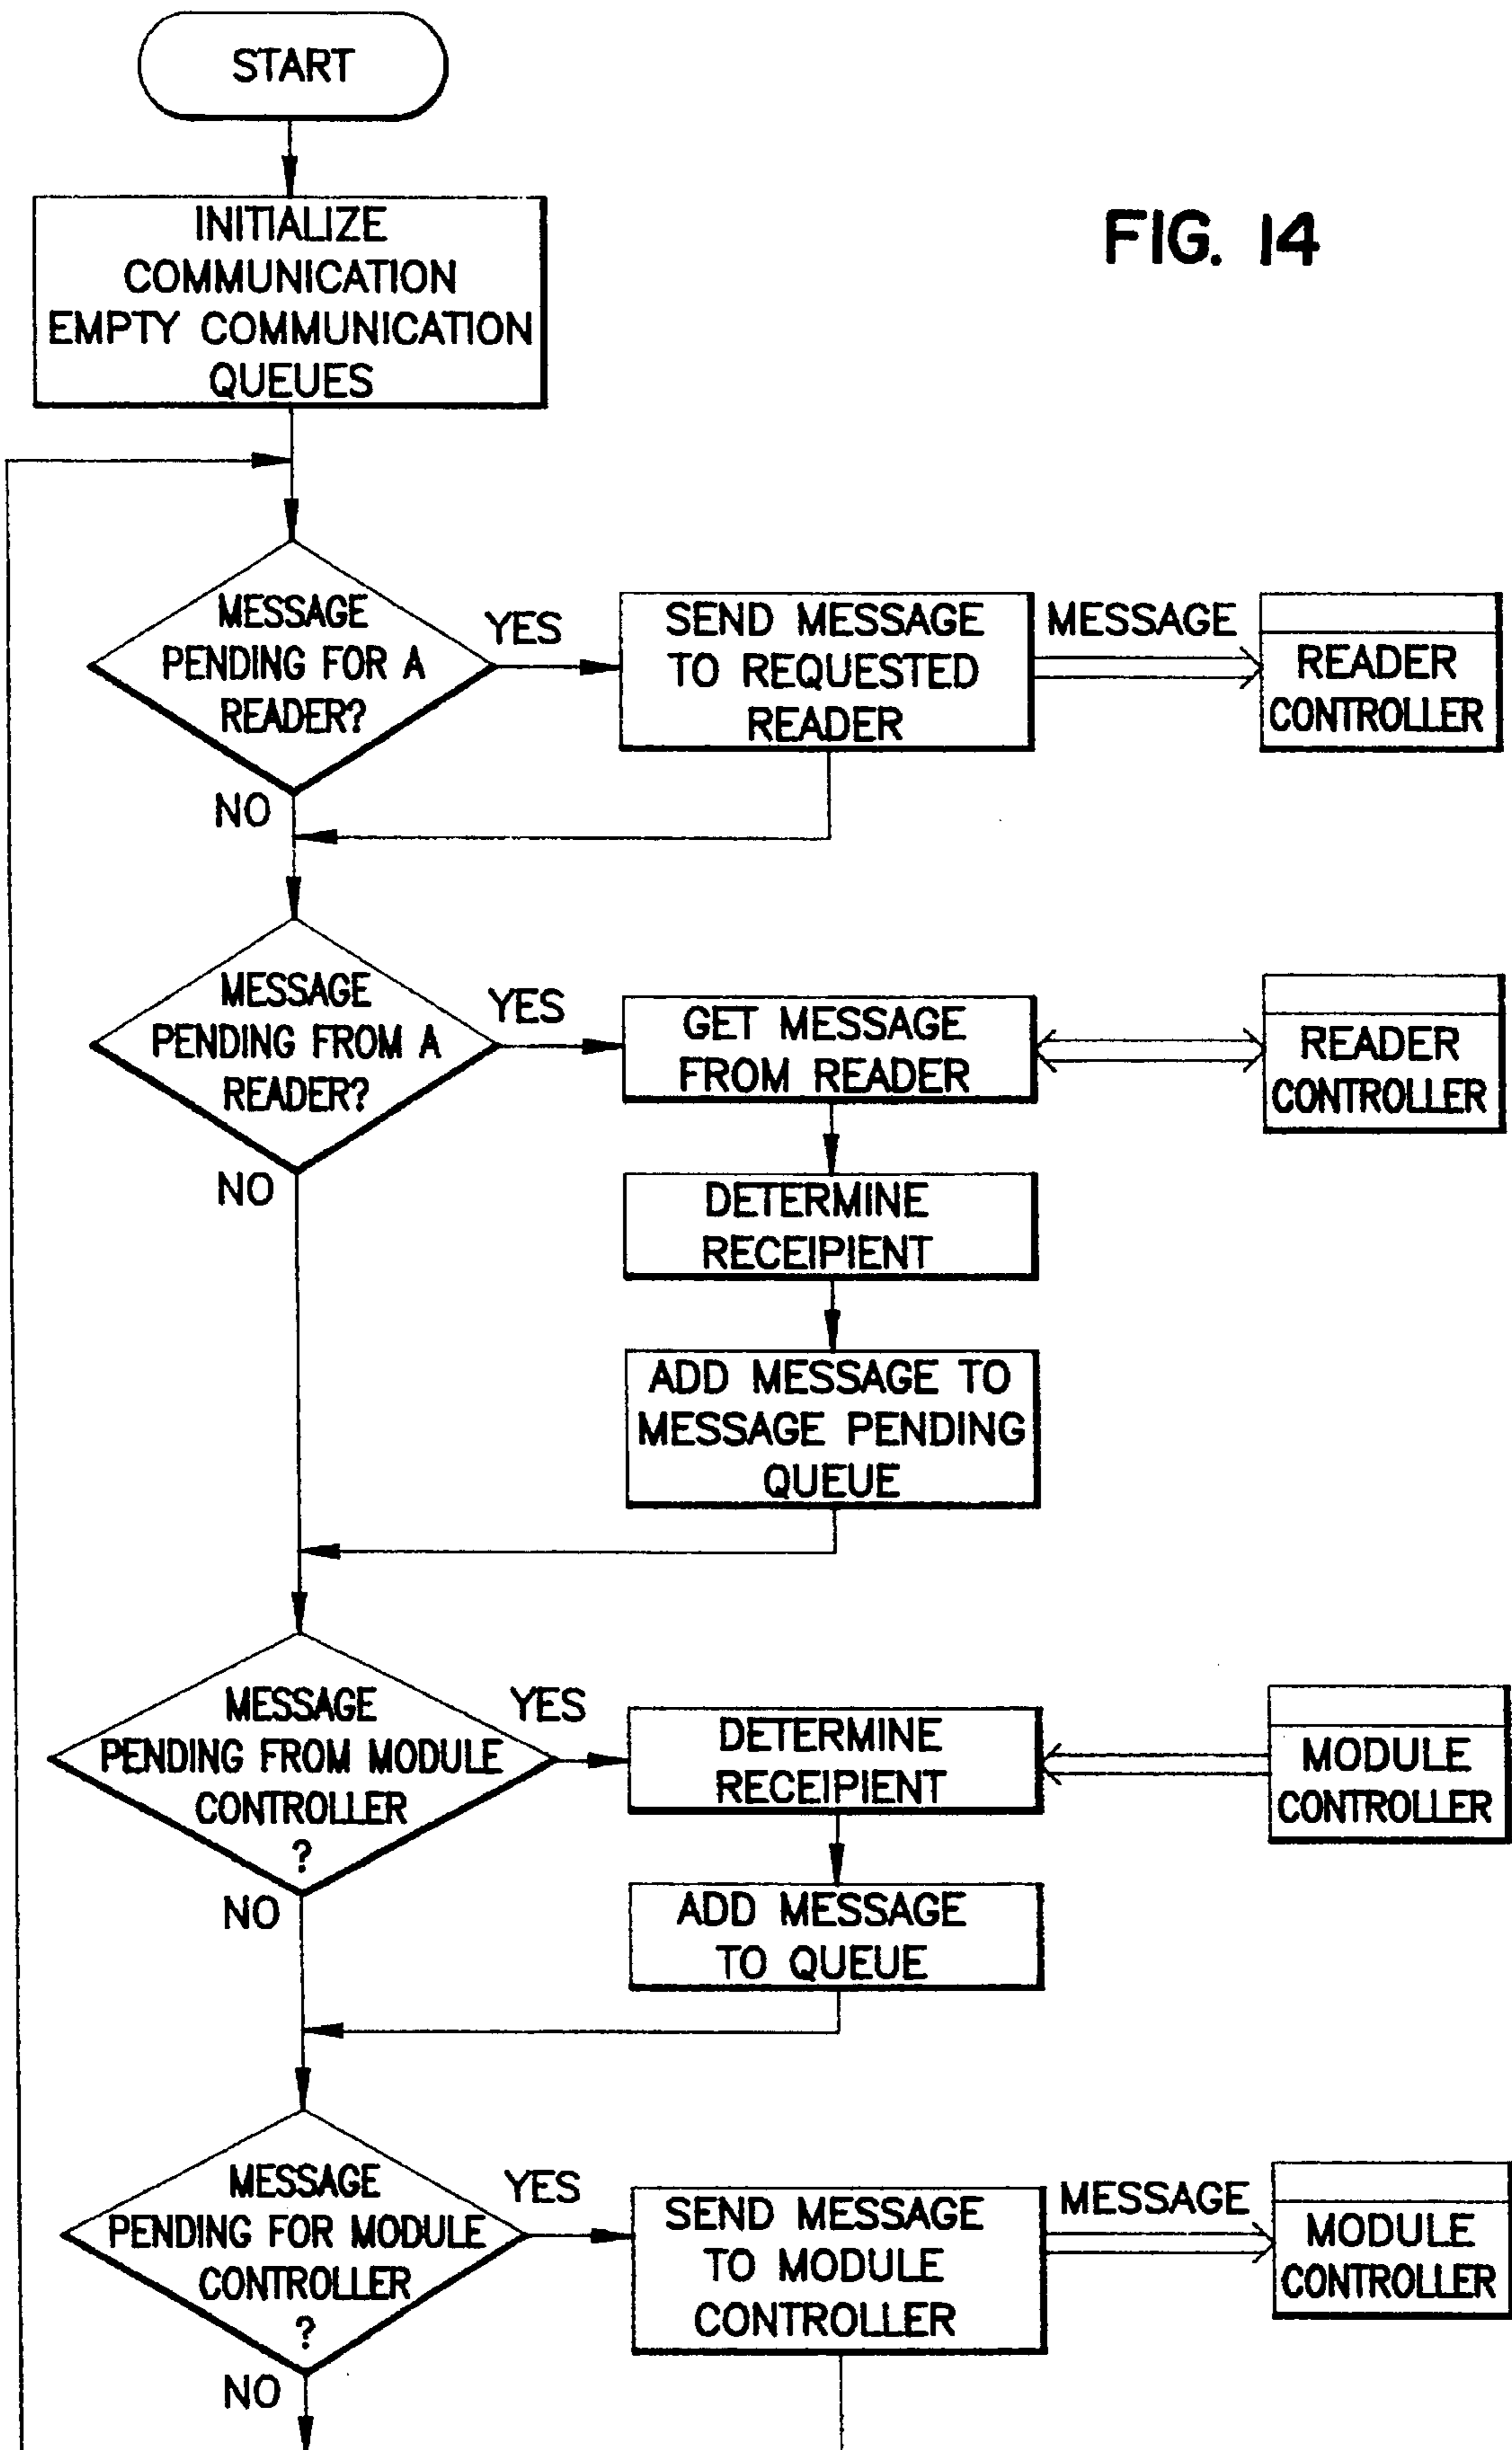 START
FIG. 14
INITIALIZE
COMMUNICATION
EMPTY COMMUNICATION
QUEUES
MESSAGE
PENDING FOR A
READER?
YES
SEND MESSAGE
TO REQUESTED
READER
MESSAGE
READER
CONTROLLER
NO
MESSAGE
PENDING FROM A
READER?
YES
GET MESSAGE
FROM READER
READER
CONTROLLER
NO
DETERMINE
RECEIPIENT
ADD MESSAGE TO
MESSAGE PENDING
QUEUE
MESSAGE
PENDING FROM MODULE
CONTROLLER
?
YES
DETERMINE
RECEIPIENT
MODULE
CONTROLLER
NO
ADD MESSAGE
TO QUEUE
MESSAGE
PENDING FOR MODULE
CONTROLLER
?
YES
SEND MESSAGE
TO MODULE
CONTROLLER
MESSAGE
MODULE
CONTROLLER
NO